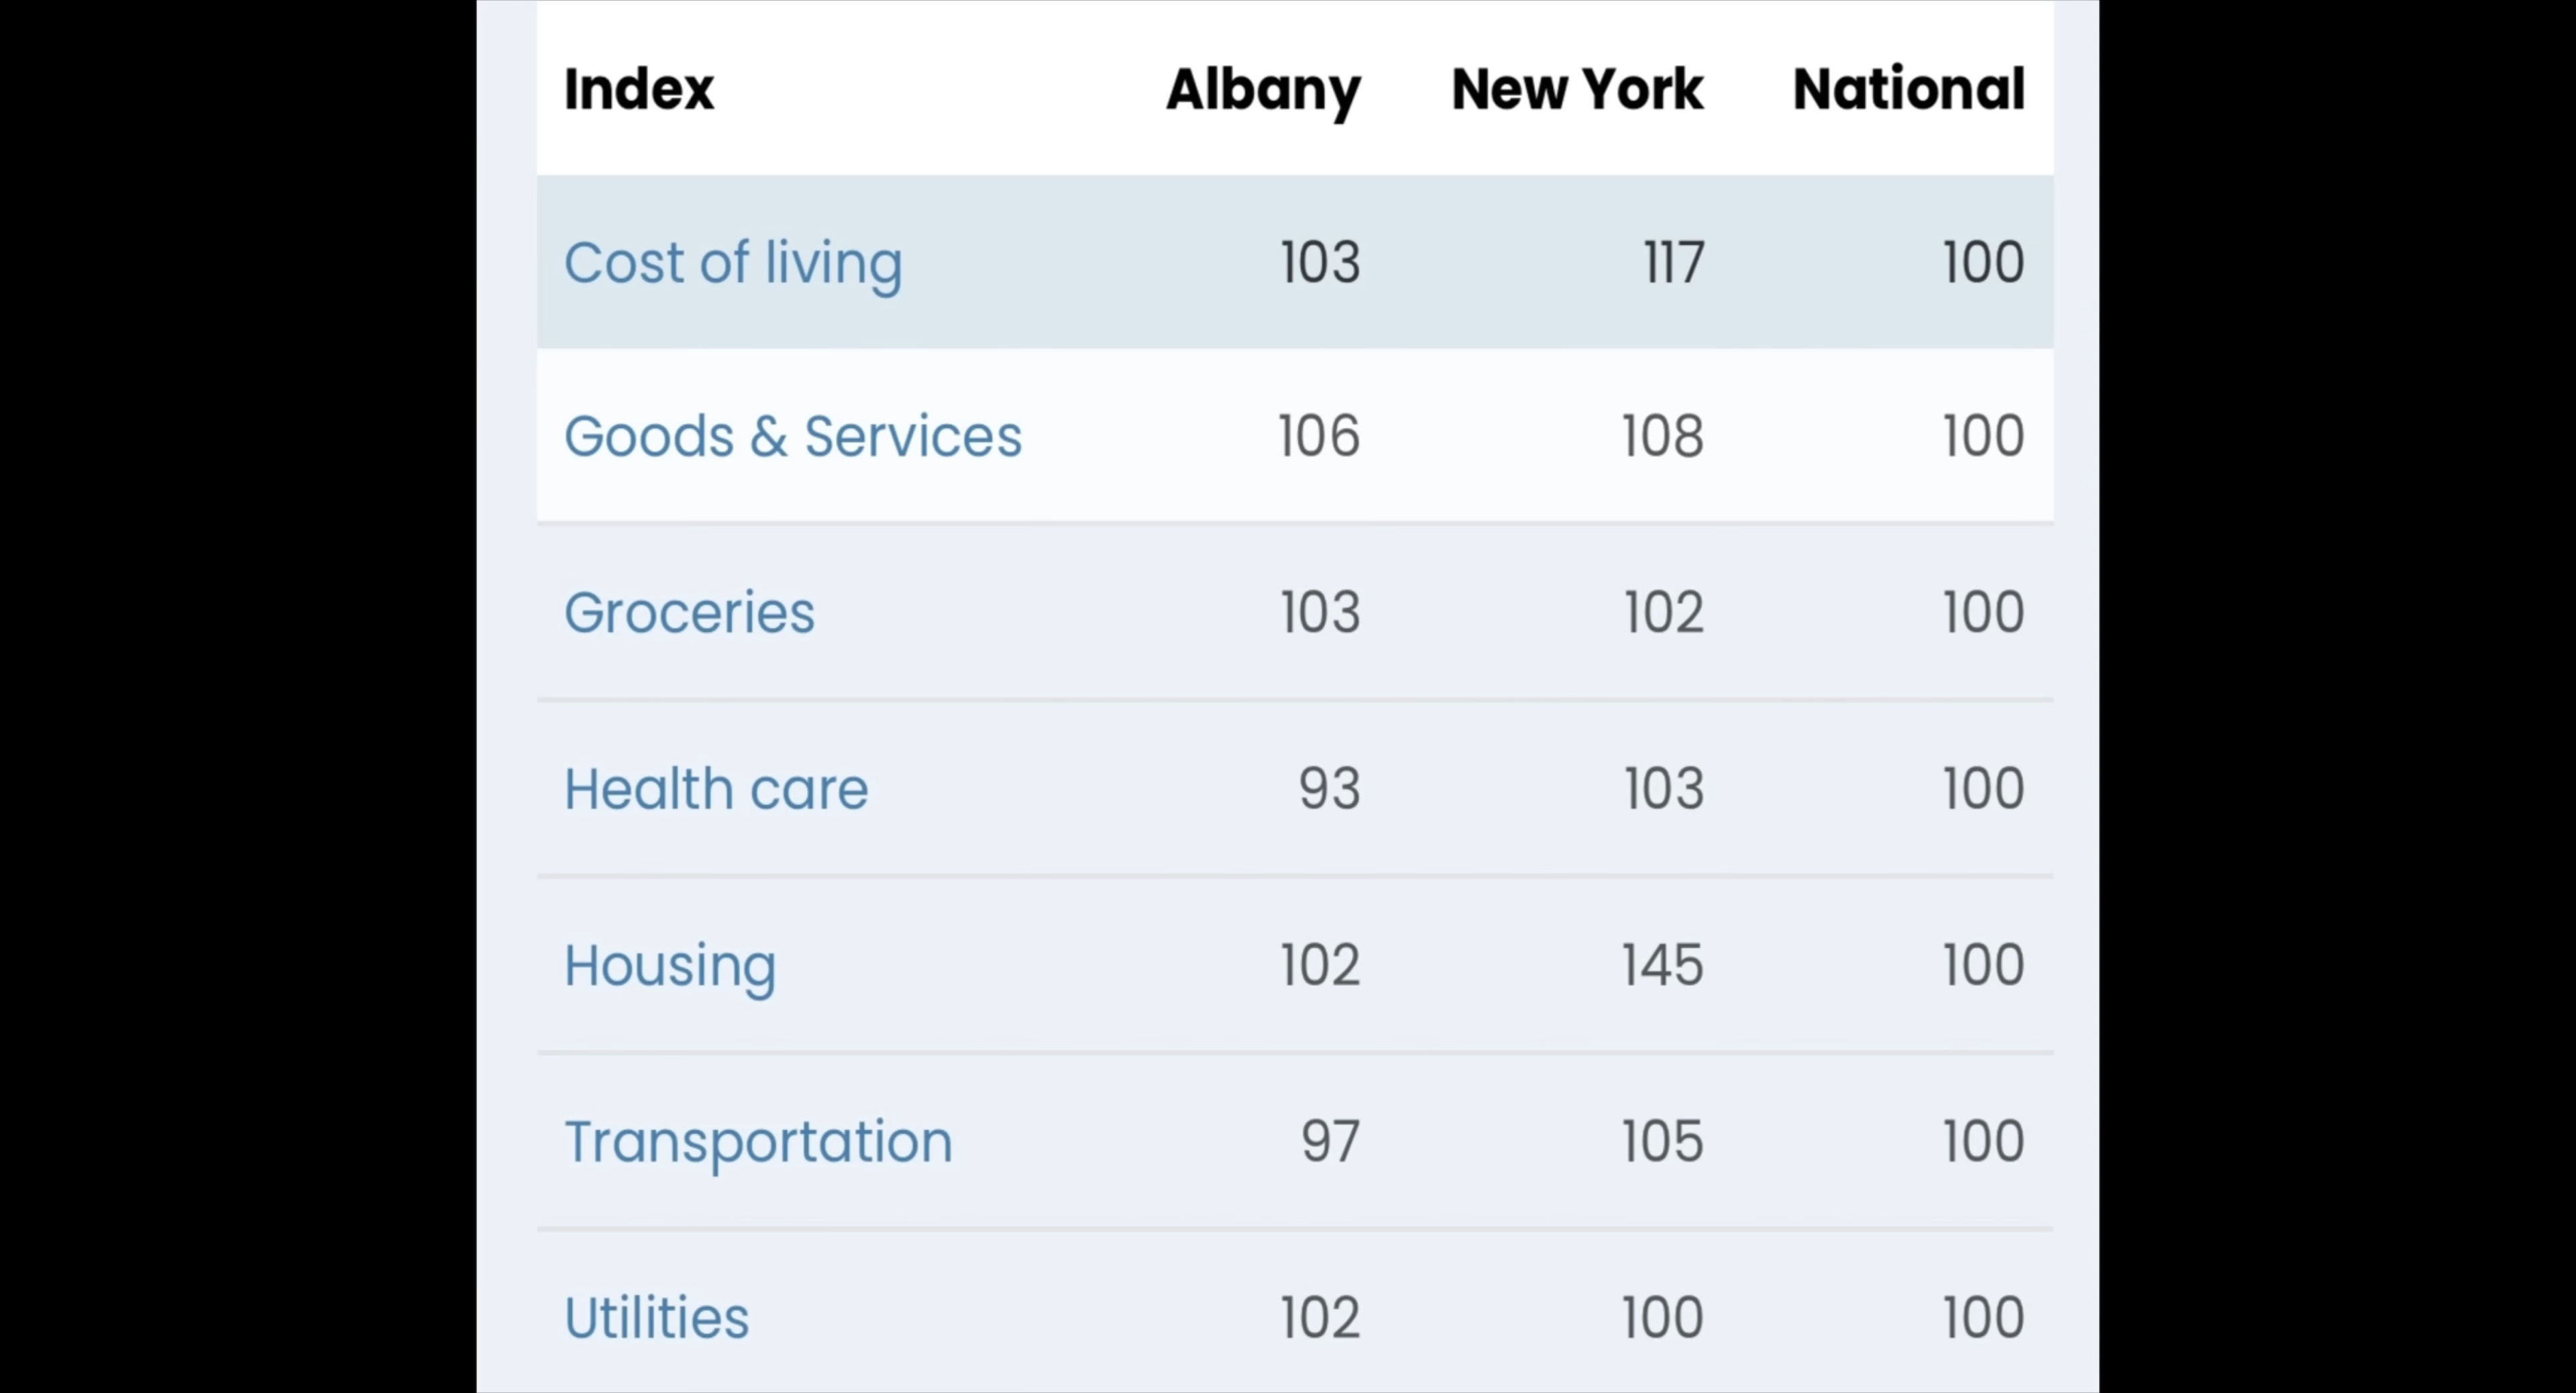 Index Albany New York National
Cost of living 103 117 100
Goods & Services 106 108 100
Groceries 103 102 100
Health care 93 103 100
Housing 102 145 100
Transportation 97 105 100
Utilities 102 100 100